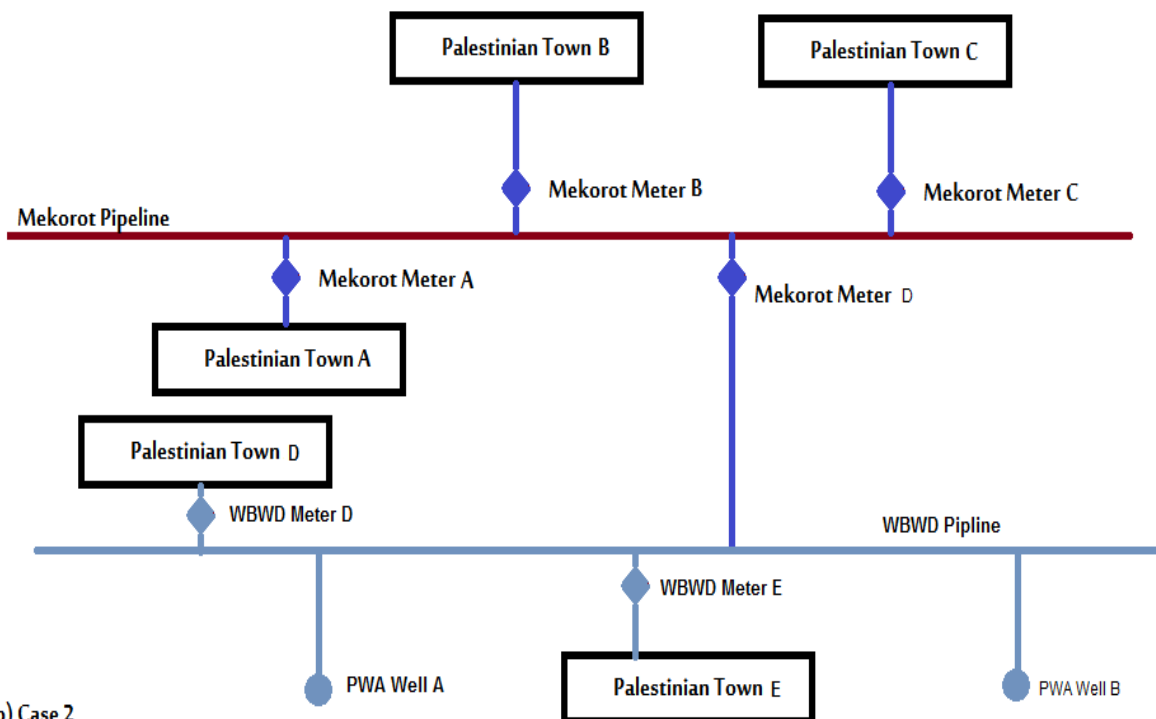 Palestinian Town B
Palestinian Town C
Mekorot Meter B
Mekorot Meter C
Mekorot Pipeline
Mekorot Meter A
Mekorot Meter D
Palestinian Town A
Palestinian Town D
WBWD Meter D
WBWD Pipline
WBWD Meter E
PWA Well A
Palestinian Town E
PWA Well B
) Case 2